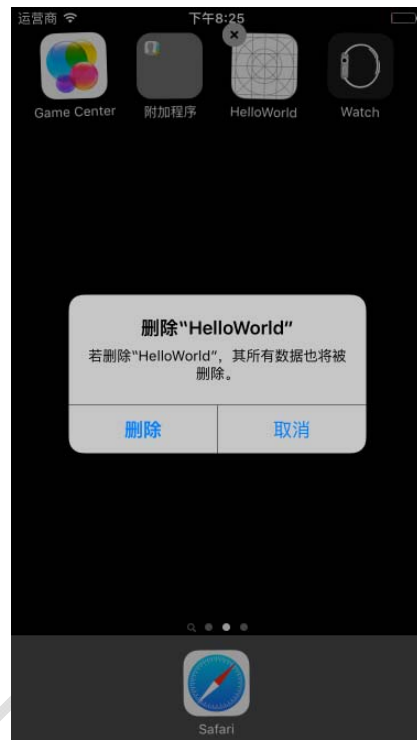 运营商 下午8:25
Game Center 附加程序 HelloWorld Watch
删除“HelloWorld”
若删除“HelloWorld”，其所有数据也将被
删除。
删除 取消
Safari